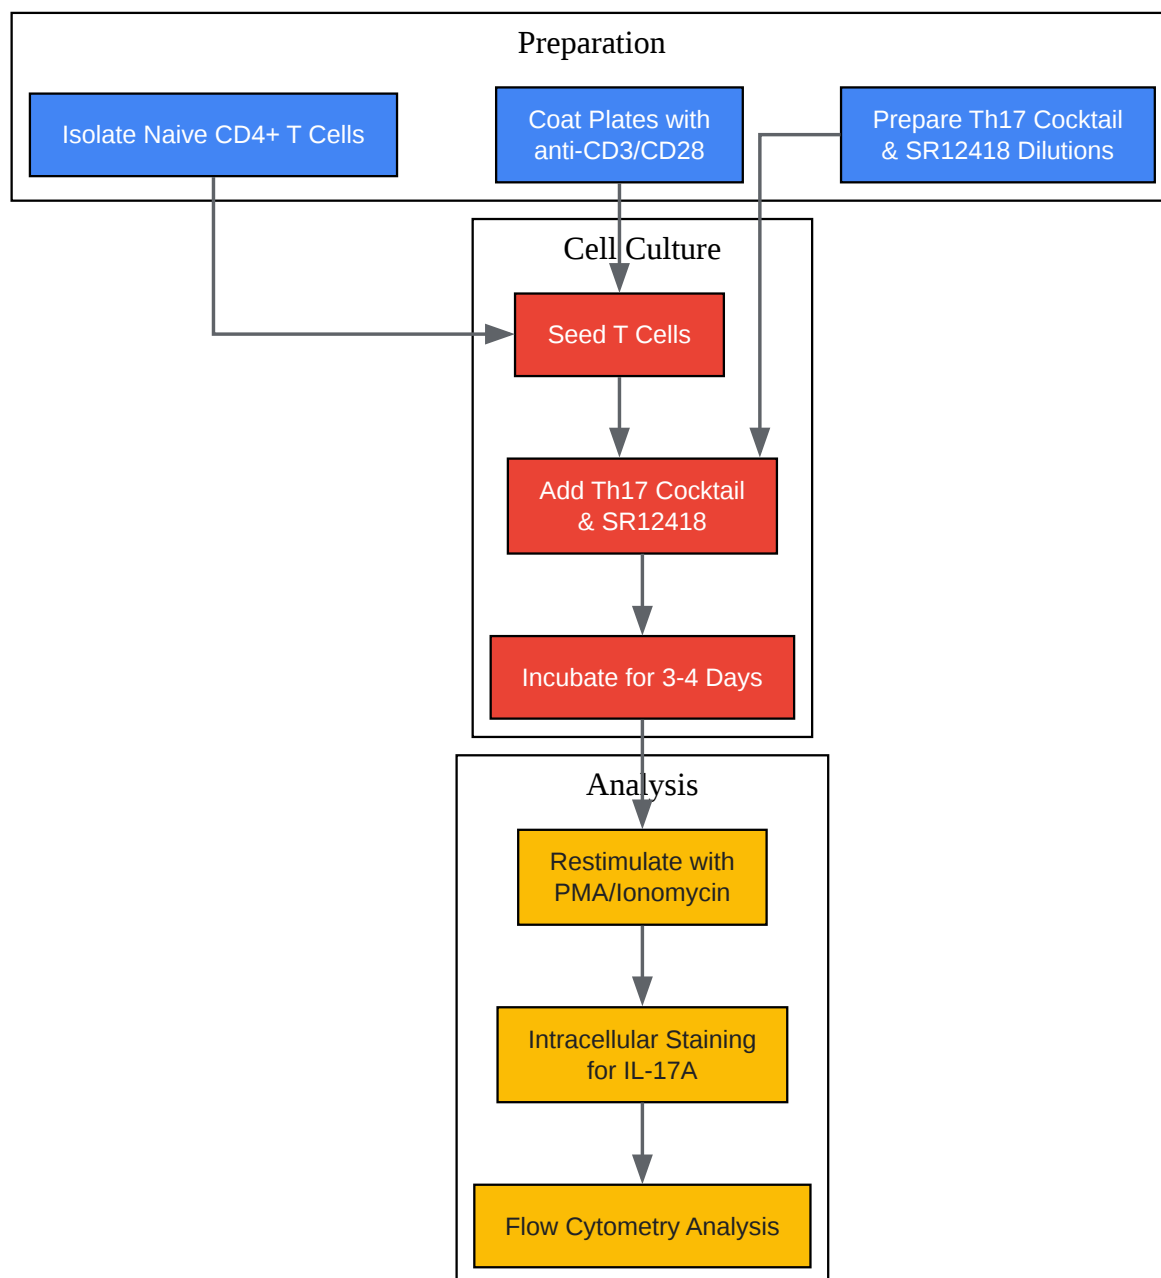 Preparation
Isolate Naive CD4+ T Cells
Coat Plates with
anti-CD3/CD28
Prepare Th17 Cocktail
& SR12418 Dilutions
Cell Culture
Seed T Cells
Add Th17 Cocktail
& SR12418
Incubate for 3-4 Days
Analysis
Restimulate with
PMA/Ionomycin
Intracellular Staining
for IL-17A
Flow Cytometry Analysis